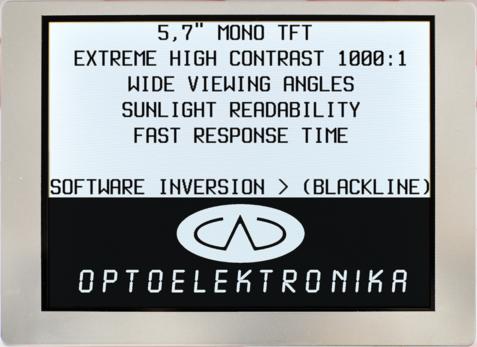 5,7" MONO TFT
EXTREME HIGH CONTRAST 1000:1
WIDE VIEWING ANGLES
SUNLIGHT READABILITY
FAST RESPONSE TIME
SOFTWARE INVERSION > (BLACKLINE)
OPTOELEKTRONIKA